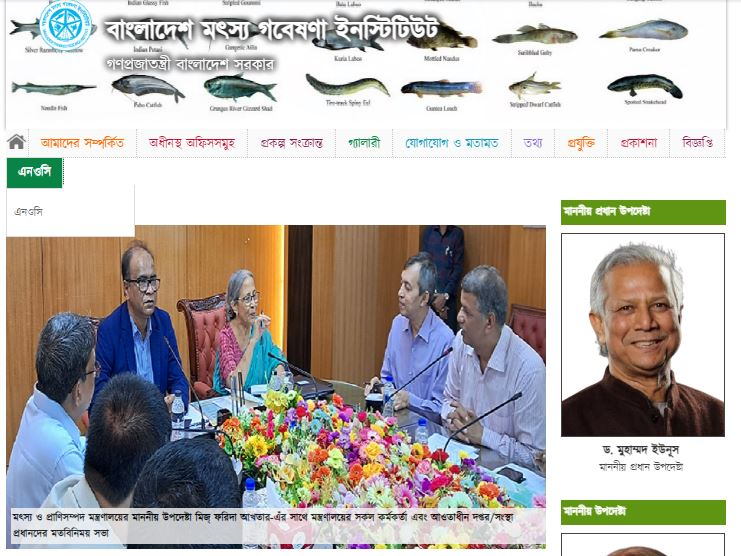 Indian Glassy Fish
Striped Gourami
Bata Labeo
Bacha
বাংলাদেশ মৎস্য গবেষণা ইনস্টিটিউট
গণপ্রজাতন্ত্রী বাংলাদেশ সরকার
Indian Potasi
Gangetic Ailia
Kuria Labeo
Mottled Nandus
Scribbled Goby
Pama Croaker
Needle Fish
Pabo Catfish
Ganges River Gizzard Shad
Tire-track Spiny Eel
Guntea Loach
Stripped Dwarf Catfish
Spotted Snakehead
আমাদের সম্পর্কিত অধীনস্থ অফিসসমুহ প্রকল্প সংক্রান্ত গ্যালারী যোগাযোগ ও মতামত তথ্য প্রযুক্তি প্রকাশনা বিজ্ঞপ্তি
এনওসি
এনওসি
মৎস্য ও প্রাণিসম্পদ মন্ত্রণালয়ের মাননীয় উপদেষ্টা মিজ্ ফরিদা আখতার-এঁর সাথে মন্ত্রণালয়ের সকল কর্মকর্তা এবং আওতাধীন দপ্তর/সংস্থা
প্রধানদের মতবিনিময় সভা
মাননীয় প্রধান উপদেষ্টা
ড. মুহাম্মদ ইউনূস
মাননীয় প্রধান উপদেষ্টা
মাননীয় উপদেষ্টা